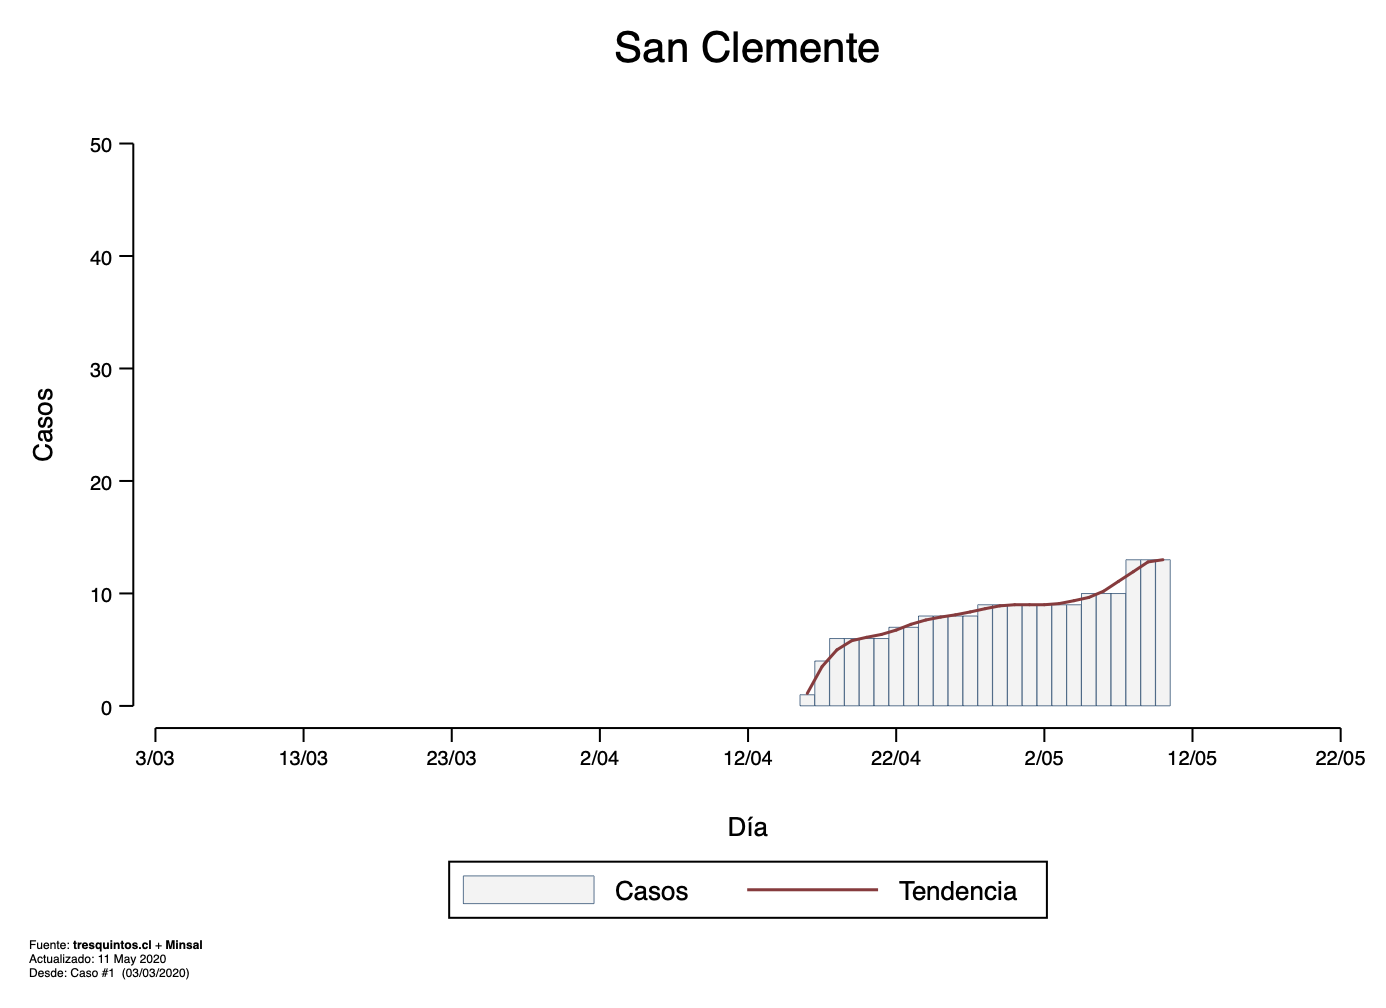 San Clemente
50
40
30
20
10
0
Casos
3/03 13/03 23/03 2/04 12/04 22/04 2/05 12/05 22/05
Día
Casos Tendencia
Fuente: tresquintos.cl + Minsal
Actualizado: 11 May 2020
Desde: Caso #1 (03/03/2020)